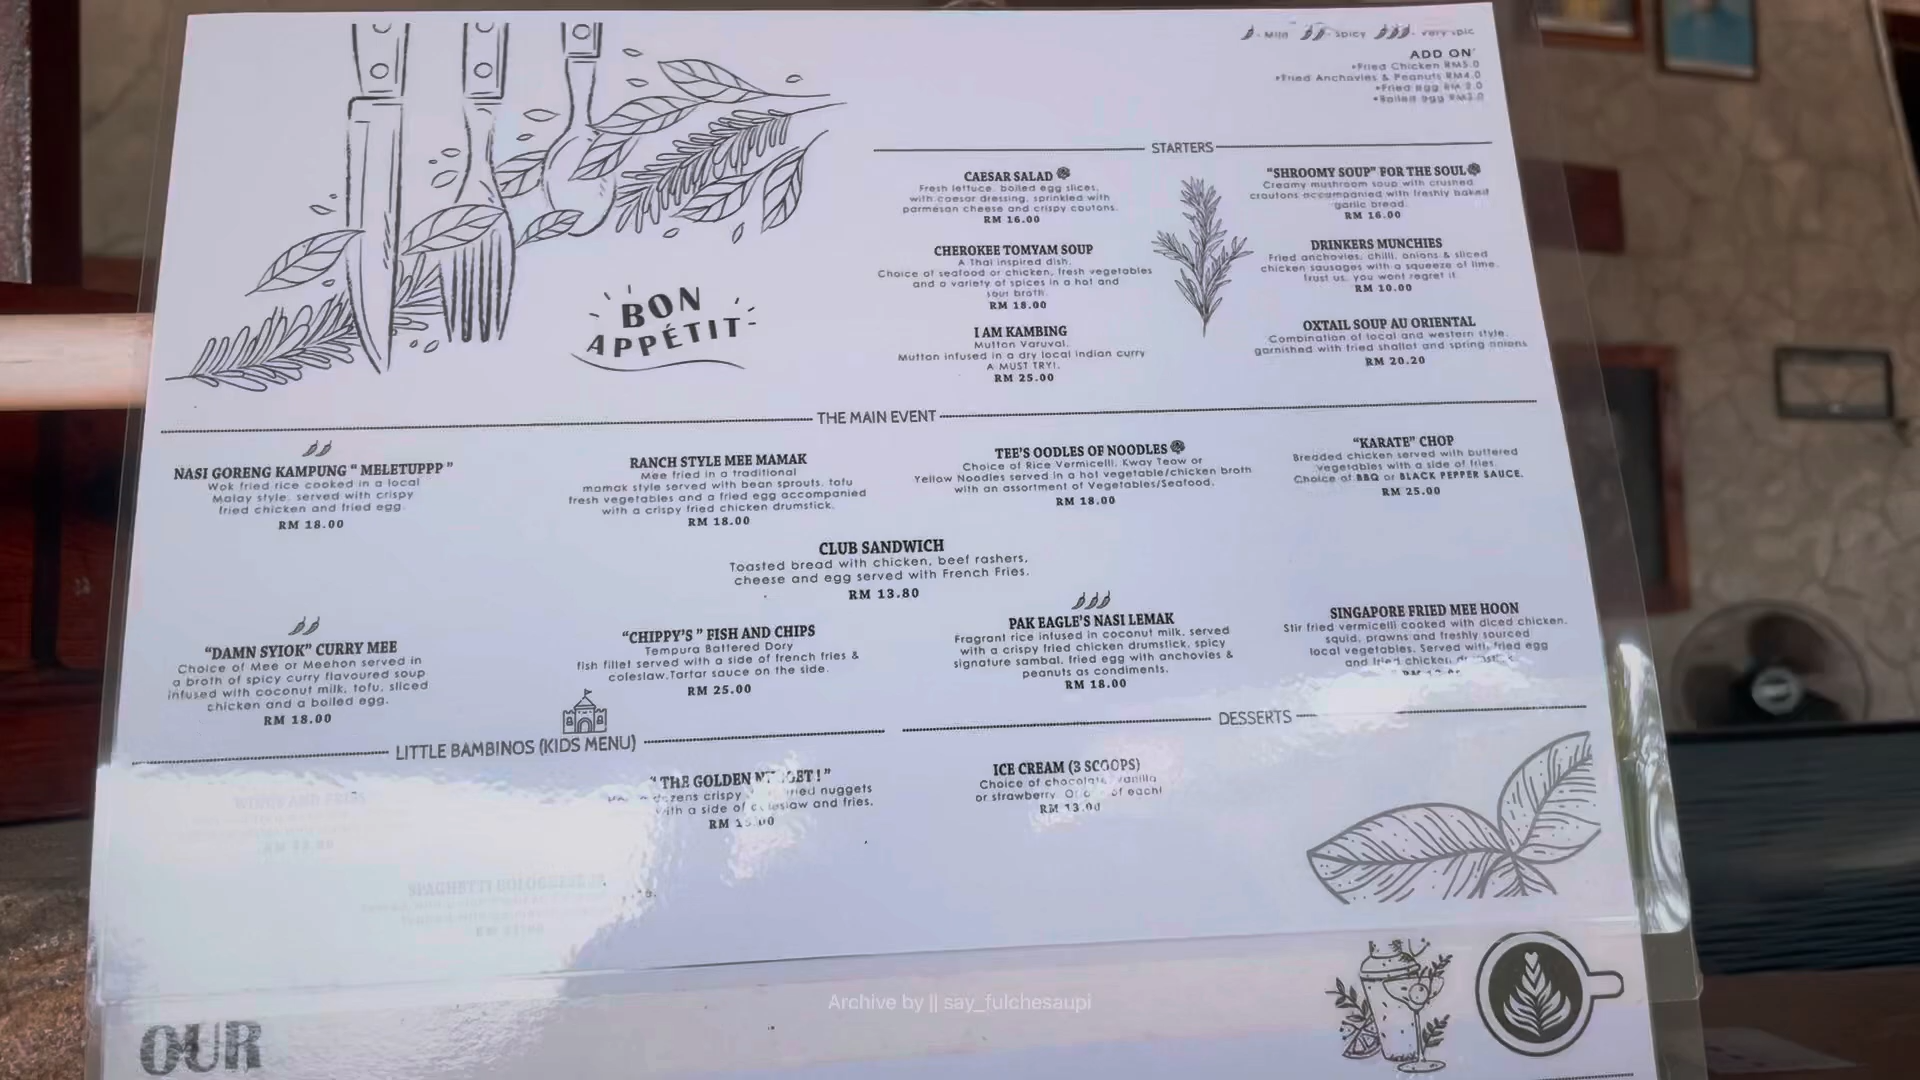 - Mild - Spicy - Very Spic
ADD ON'
•Fried Chicken RM5.0
•Fried Anchovies & Peanuts RM4.0
•Fried egg RM 2.0
•Boiled egg
STARTERS
CAESAR SALAD
Fresh lettuce, boiled egg slices,
with caesar dressing, sprinkled with
parmesan cheese and crispy coutons.
RM 16.00
"SHROOMY SOUP" FOR THE SOUL
Creamy mushroom soup with crushed
croutons accompanied with freshly baked
garlic bread.
RM 16.00
CHEROKEE TOMYAM SOUP
A Thai inspired dish.
Choice of seafood or chicken, fresh vegetables
and a variety of spices in a hot and
sour broth.
RM 18.00
DRINKERS MUNCHIES
Fried anchovies, chilli, onions & sliced
chicken sausages with a squeeze of lime.
Trust us, you wont regret it.
RM 10.00
I AM KAMBING
Mutton Varuval.
Mutton infused in a dry local indian curry
A MUST TRY!.
RM 25.00
OXTAIL SOUP AU ORIENTAL
Combination of local and western style,
garnished with fried shallot and spring onions
RM 20.20
BON
APPÉTIT
THE MAIN EVENT
NASI GORENG KAMPUNG " MELETUPPP "
Wok fried rice cooked in a local
Malay style, served with crispy
fried chicken and fried egg.
RM 18.00
RANCH STYLE MEE MAMAK
Mee fried in a traditional
mamak style served with bean sprouts, tofu
fresh vegetables and a fried egg accompanied
with a crispy fried chicken drumstick.
RM 18.00
TEE'S OODLES OF NOODLES
Choice of Rice Vermicelli, Kway Teow or
Yellow Noodles served in a hot vegetable/chicken broth
with an assortment of Vegetables/Seafood.
RM 18.00
"KARATE" CHOP
Breaded chicken served with buttered
vegetables with a side of fries.
Choice of BBQ or BLACK PEPPER SAUCE.
RM 25.00
CLUB SANDWICH
Toasted bread with chicken, beef rashers,
cheese and egg served with French Fries.
RM 13.80
"DAMN SYIOK" CURRY MEE
Choice of Mee or Meehon served in
a broth of spicy curry flavoured soup
infused with coconut milk, tofu, sliced
chicken and a boiled egg.
RM 18.00
"CHIPPY'S " FISH AND CHIPS
Tempura Battered Dory
fish fillet served with a side of french fries &
coleslaw.Tartar sauce on the side.
RM 25.00
PAK EAGLE'S NASI LEMAK
Fragrant rice infused in coconut milk, served
with a crispy fried chicken drumstick, spicy
signature sambal, fried egg with anchovies &
peanuts as condiments.
RM 18.00
SINGAPORE FRIED MEE HOON
Stir fried vermicelli cooked with diced chicken,
squid, prawns and freshly sourced
local vegetables. Served with fried egg
and fried chicken drumstick
LITTLE BAMBINOS (KIDS MENU)
WINGS AND FRIES
" THE GOLDEN NUGGET ! "
dozens crispy fried nuggets
with a side of coleslaw and fries.
RM
SPAGHETTI BOLOGNESE
DESSERTS
ICE CREAM (3 SCOOPS)
Choice of chocolate, vanilla
or strawberry. Or of each!
RM 13.00
Archive by || say_fulchesaupi
OUR